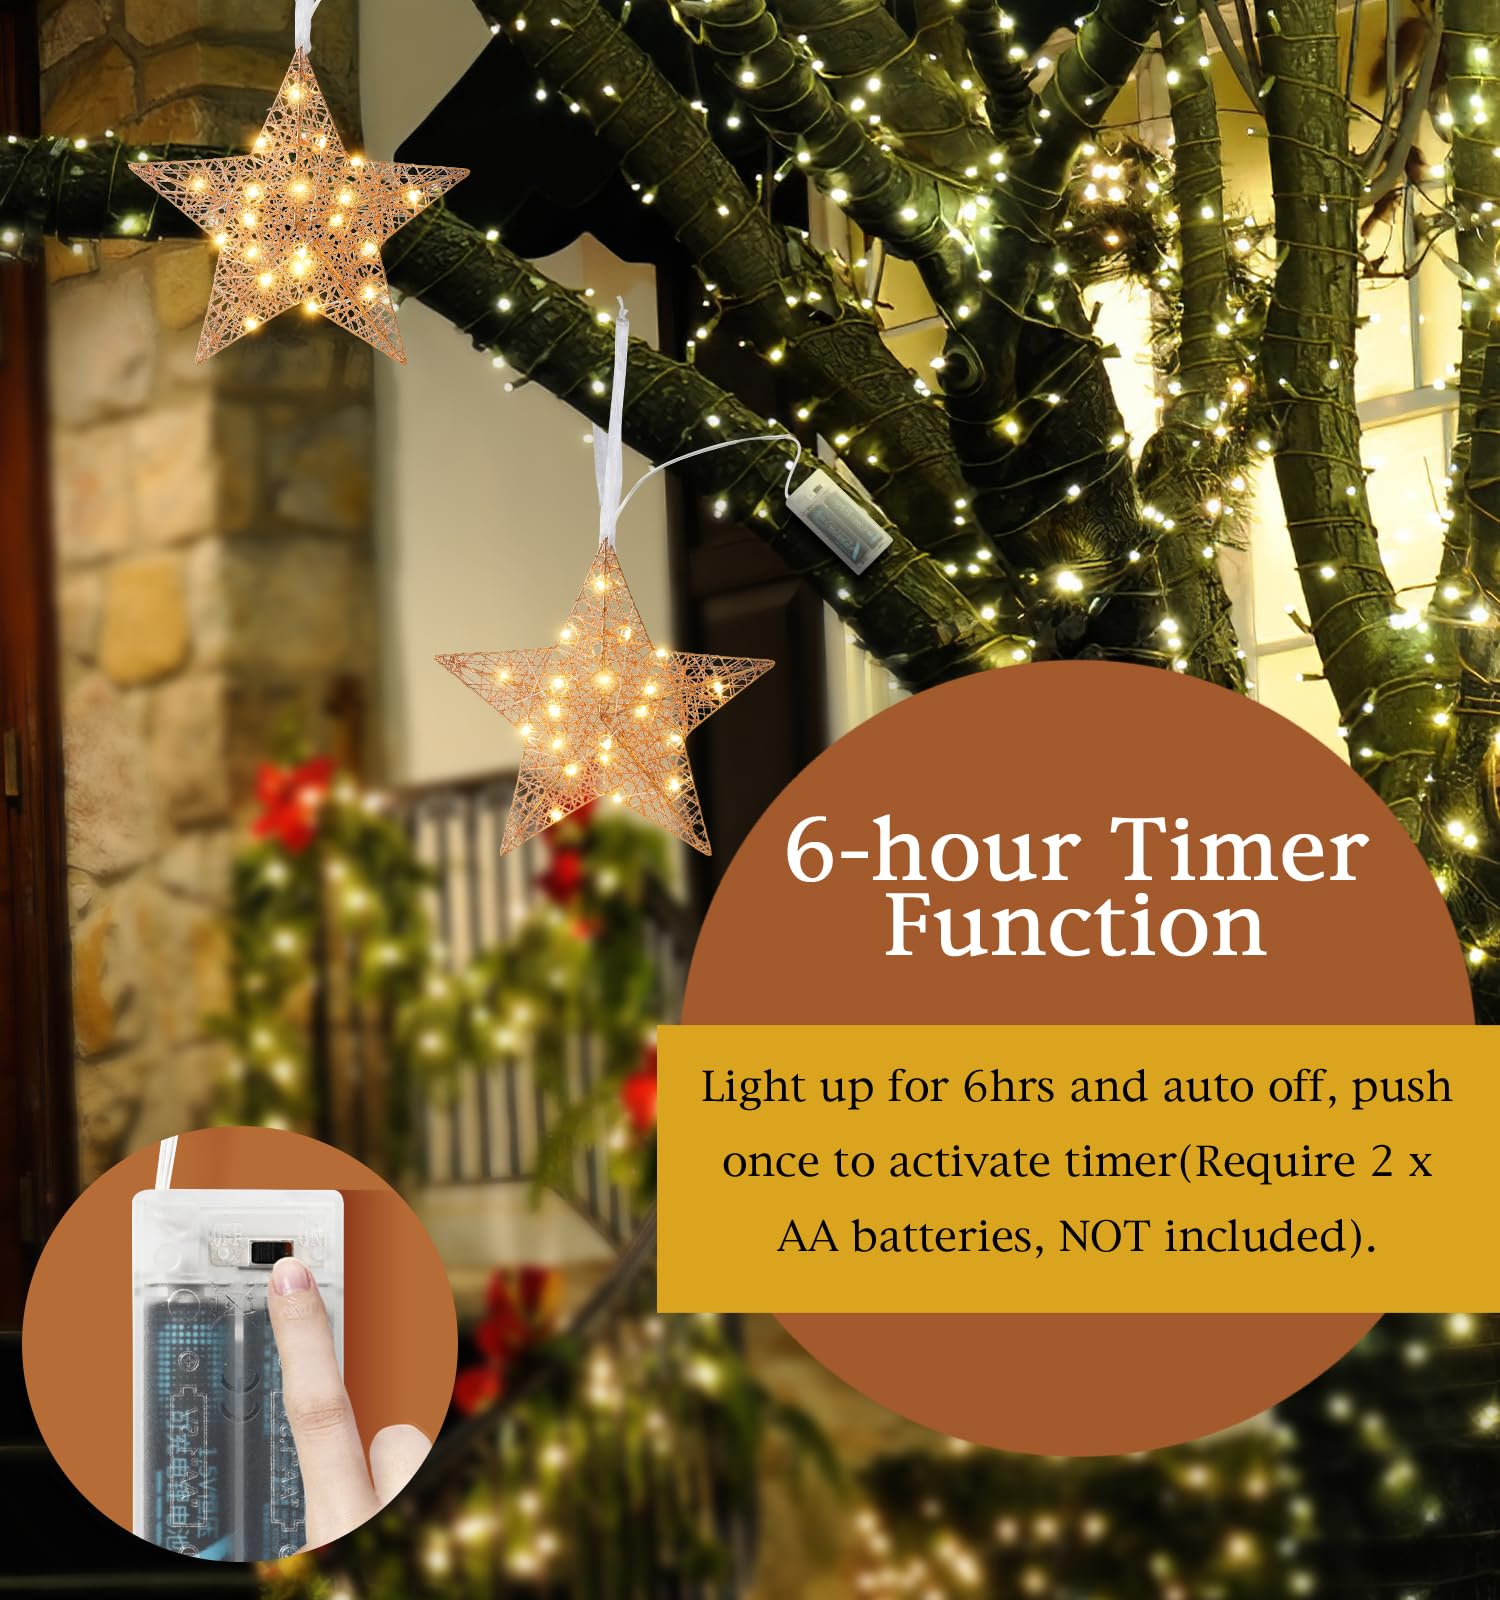 6-hour Timer
Function
Light up for 6hrs and auto off, push
once to activate timer(Require 2 x
AA batteries, NOT included).